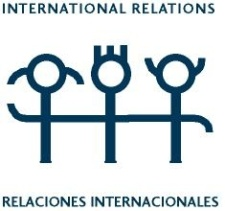 INTERNATIONAL RELATIONS
RELACIONES INTERNACIONALES